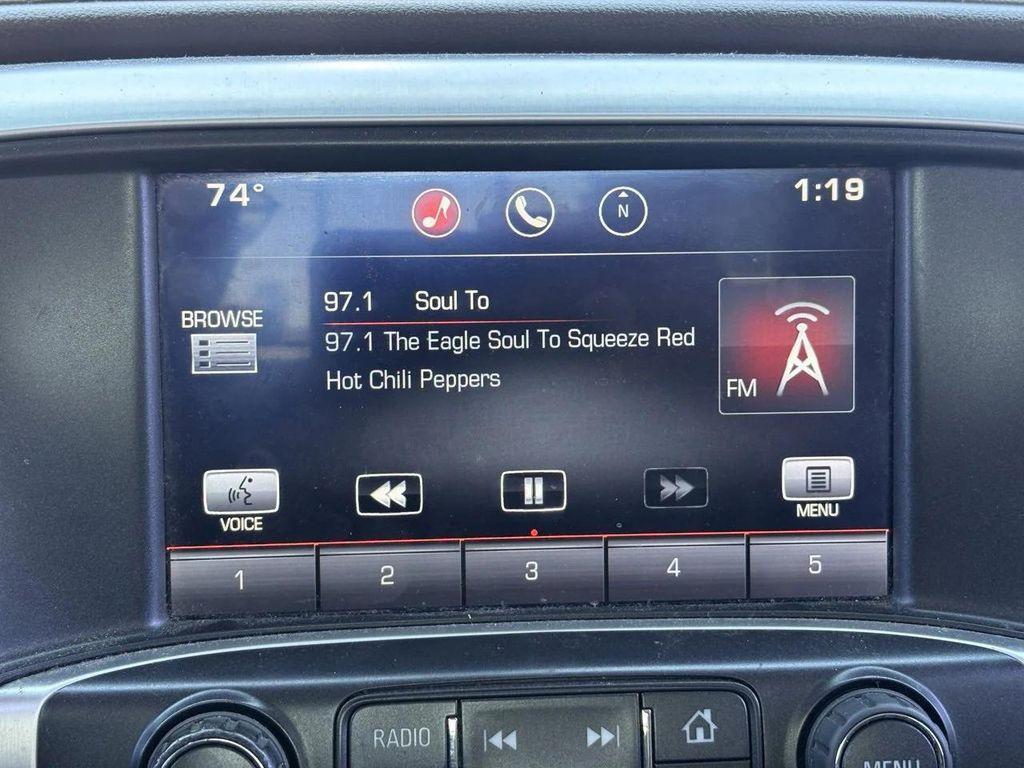 74°
N
1:19
97.1 Soul To
BROWSE
97.1 The Eagle Soul To Squeeze Red
Hot Chili Peppers
FM
VOICE
MENU
1 2 3 4 5
RADIO
MENU